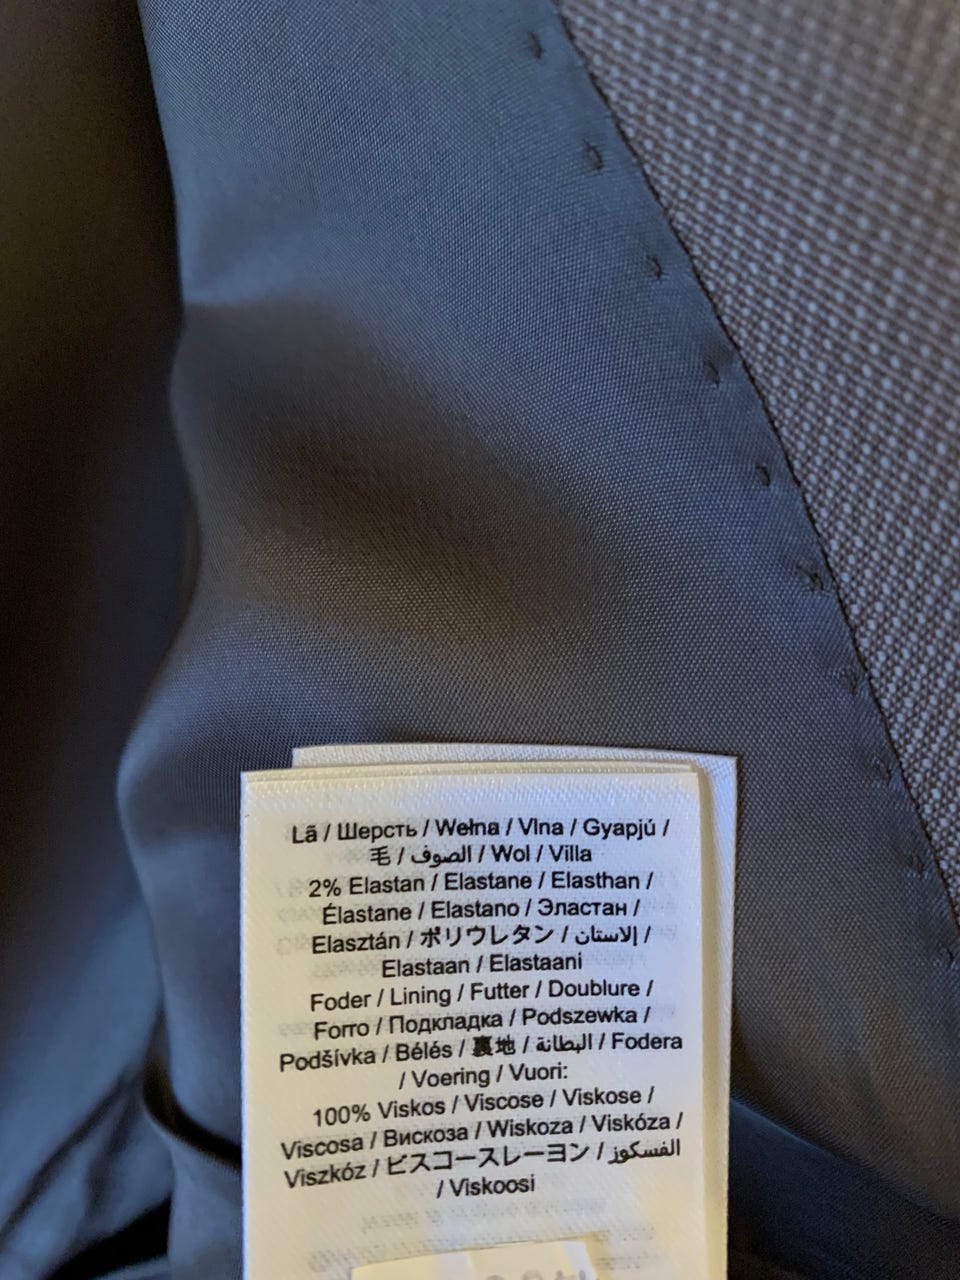 Lã / Шерсть / Wełna / Vlna / Gyapjú /
毛 / الصوف / Wol / Villa
2% Elastan / Elastane / Elasthan /
Élastane / Elastano / Эластан /
Elasztán / ポリウレタン / إلاستان /
Elastaan / Elastaani
Foder / Lining / Futter / Doublure /
Forro / Подкладка / Podszewka /
Podšívka / Bélés / 裏地 / البطانة / Fodera
/ Voering / Vuori:
100% Viskos / Viscose / Viskose /
Viscosa / Вискоза / Wiskoza / Viskóza /
Viszkóz / ビスコースレーヨン / الفسكوز
/ Viskoosi